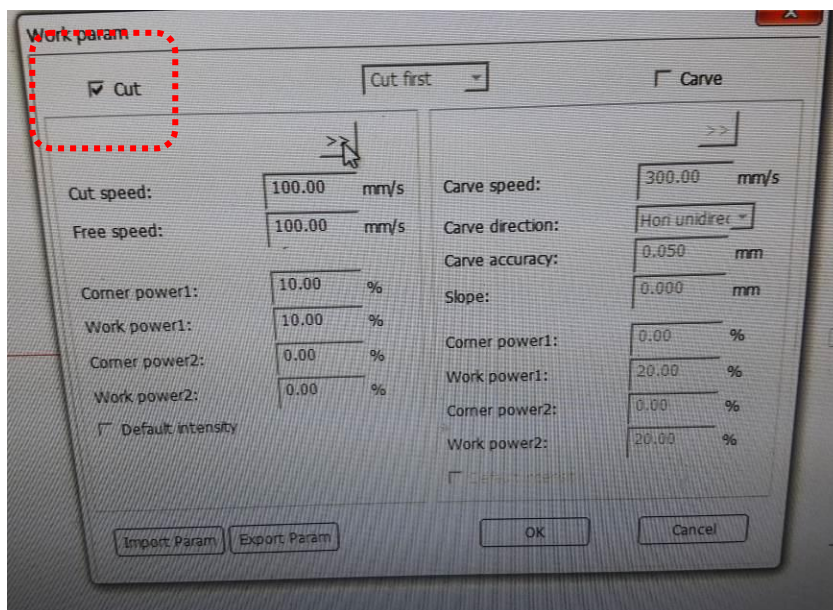 Work param
X
Cut
Cut first
Carve
>>
>>
Cut speed:
100.00
mm/s
Free speed:
100.00
mm/s
Corner power1:
10.00
%
Work power1:
10.00
%
Corner power2:
0.00
%
Work power2:
0.00
%
Default intensity
Carve speed:
300.00
mm/s
Carve direction:
Hori unidirec
Carve accuracy:
0.050
mm
Slope:
0.000
mm
Corner power1:
0.00
%
Work power1:
20.00
%
Corner power2:
0.00
%
Work power2:
20.00
%
Import Param
Export Param
OK
Cancel